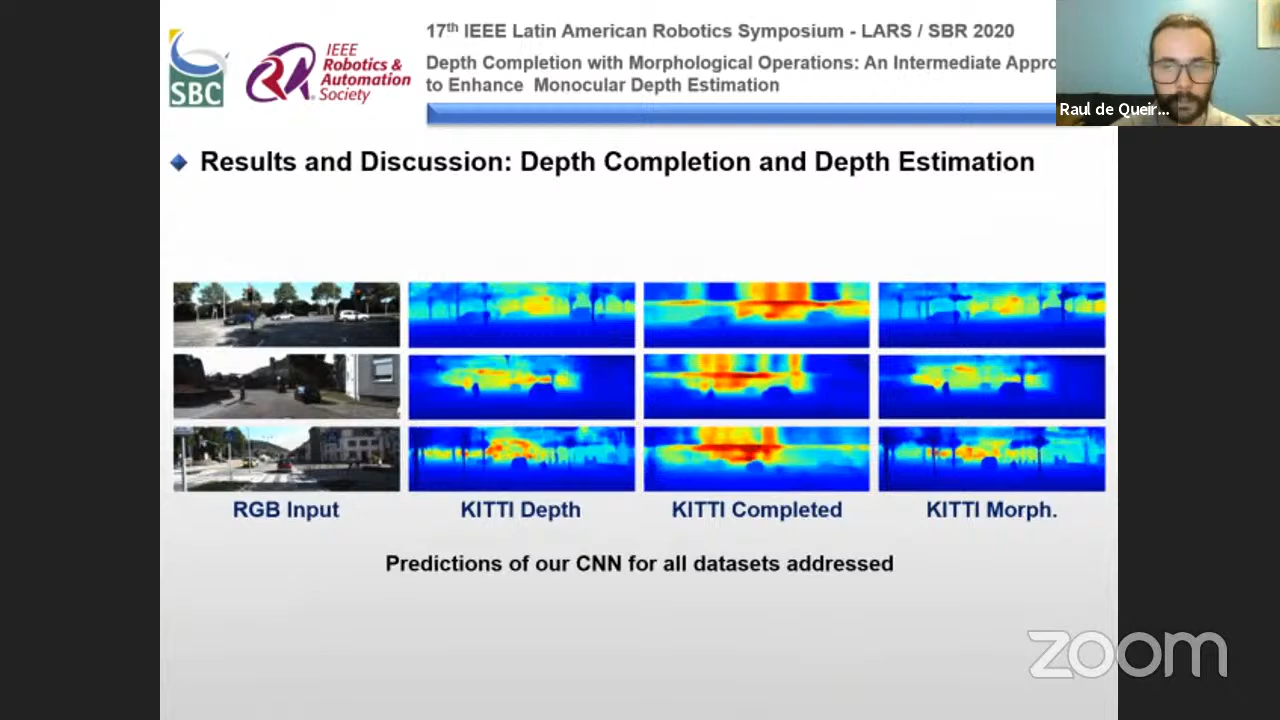 17th IEEE Latin American Robotics Symposium - LARS / SBR 2020
Depth Completion with Morphological Operations: An Intermediate Appro
to Enhance Monocular Depth Estimation
SBC
IEEE
Robotics &
Automation
Society
Raul de Queir...
Results and Discussion: Depth Completion and Depth Estimation
RGB Input
KITTI Depth
KITTI Completed
KITTI Morph.
Predictions of our CNN for all datasets addressed
zoom